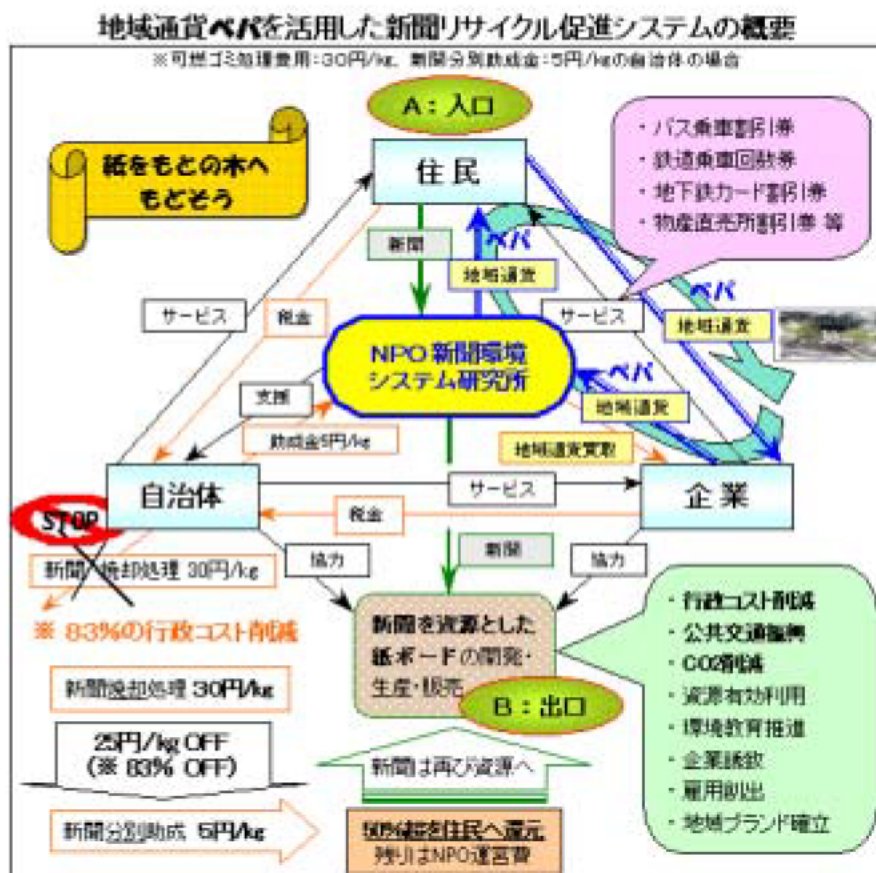 地域通貨ペパを活用した新聞リサイクル促進システムの概要
※可燃ゴミ処理費用：30円/kg、新聞分別助成金：5円/kgの自治体の場合
A：入口
紙をもとの木へ
もどそう
住民
・バス乗車割引券
・鉄道乗車回数券
・地下鉄カード割引券
・物産直売所割引券 等
新聞
ペパ
地域通貨
サービス
税金
サービス
ペパ
地域通貨
NPO新聞環境
システム研究所
ペパ
地域通貨
支援
助成金5円/kg
地域通貨買取
自治体
サービス
企業
STOP
税金
新聞 焼却処理 30円/kg
協力
新聞
協力
※ 83%の行政コスト削減
新聞を資源とした
紙ボードの開発・
生産・販売
B：出口
・行政コスト削減
・公共交通振興
・CO2削減
・資源有効利用
・環境教育推進
・企業誘致
・雇用創出
・地域ブランド確立
新聞焼却処理 30円/kg
25円/kg OFF
(※ 83% OFF)
新聞は再び資源へ
新聞分別助成 5円/kg
50%超を住民へ還元
残りはNPO運営費